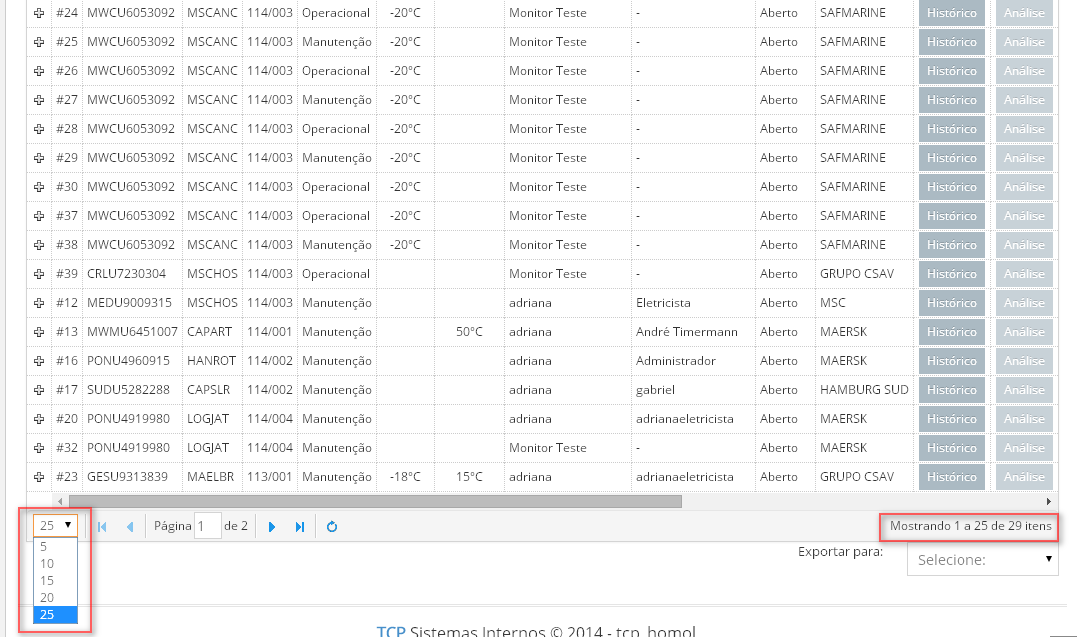 #24 MWCU6053092 MSCANC 114/003 Operacional -20°C Monitor Teste - Aberto SAFMARINE Histórico Análise
#25 MWCU6053092 MSCANC 114/003 Manutenção -20°C Monitor Teste - Aberto SAFMARINE Histórico Análise
#26 MWCU6053092 MSCANC 114/003 Operacional -20°C Monitor Teste - Aberto SAFMARINE Histórico Análise
#27 MWCU6053092 MSCANC 114/003 Manutenção -20°C Monitor Teste - Aberto SAFMARINE Histórico Análise
#28 MWCU6053092 MSCANC 114/003 Operacional -20°C Monitor Teste - Aberto SAFMARINE Histórico Análise
#29 MWCU6053092 MSCANC 114/003 Manutenção -20°C Monitor Teste - Aberto SAFMARINE Histórico Análise
#30 MWCU6053092 MSCANC 114/003 Operacional -20°C Monitor Teste - Aberto SAFMARINE Histórico Análise
#37 MWCU6053092 MSCANC 114/003 Operacional -20°C Monitor Teste - Aberto SAFMARINE Histórico Análise
#38 MWCU6053092 MSCANC 114/003 Manutenção -20°C Monitor Teste - Aberto SAFMARINE Histórico Análise
#39 CRLU7230304 MSCHOS 114/003 Operacional Monitor Teste - Aberto GRUPO CSAV Histórico Análise
#12 MEDU9009315 MSCHOS 114/003 Manutenção adriana Eletricista Aberto MSC Histórico Análise
#13 MWMU6451007 CAPART 114/001 Manutenção 50°C adriana André Timermann Aberto MAERSK Histórico Análise
#16 PONU4960915 HANROT 114/002 Manutenção adriana Administrador Aberto MAERSK Histórico Análise
#17 SUDU5282288 CAPSLR 114/002 Manutenção adriana gabriel Aberto HAMBURG SUD Histórico Análise
#20 PONU4919980 LOGJAT 114/004 Manutenção adriana adrianaeletricista Aberto MAERSK Histórico Análise
#32 PONU4919980 LOGJAT 114/004 Manutenção Monitor Teste - Aberto MAERSK Histórico Análise
#23 GESU9313839 MAELBR 113/001 Manutenção -18°C 15°C adriana adrianaeletricista Aberto GRUPO CSAV Histórico Análise
25 Página 1 de 2 Mostrando 1 a 25 de 29 itens
5
10
15
20
25
Exportar para: Selecione:
TCP Sistemas Internos © 2014 - tcp_homol